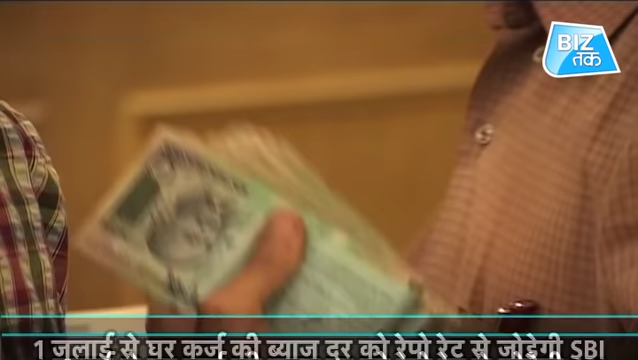 BIZ
तक
1 जुलाई से घर कर्ज की ब्याज दर को रेपो रेट से जोड़ेगी SBI